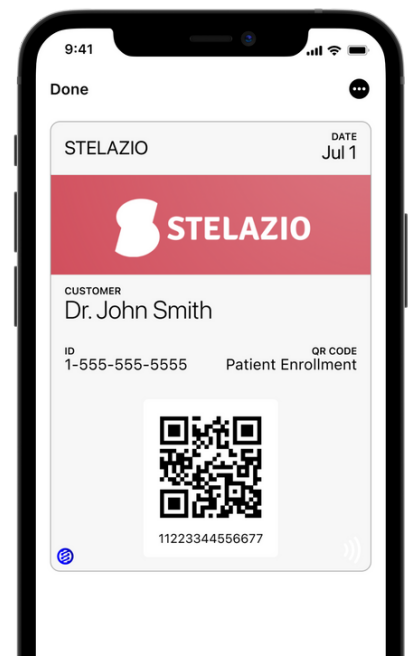 9:41
Done
STELAZIO
DATE
Jul 1
STELAZIO
CUSTOMER
Dr. John Smith
ID
1-555-555-5555
QR CODE
Patient Enrollment
11223344556677